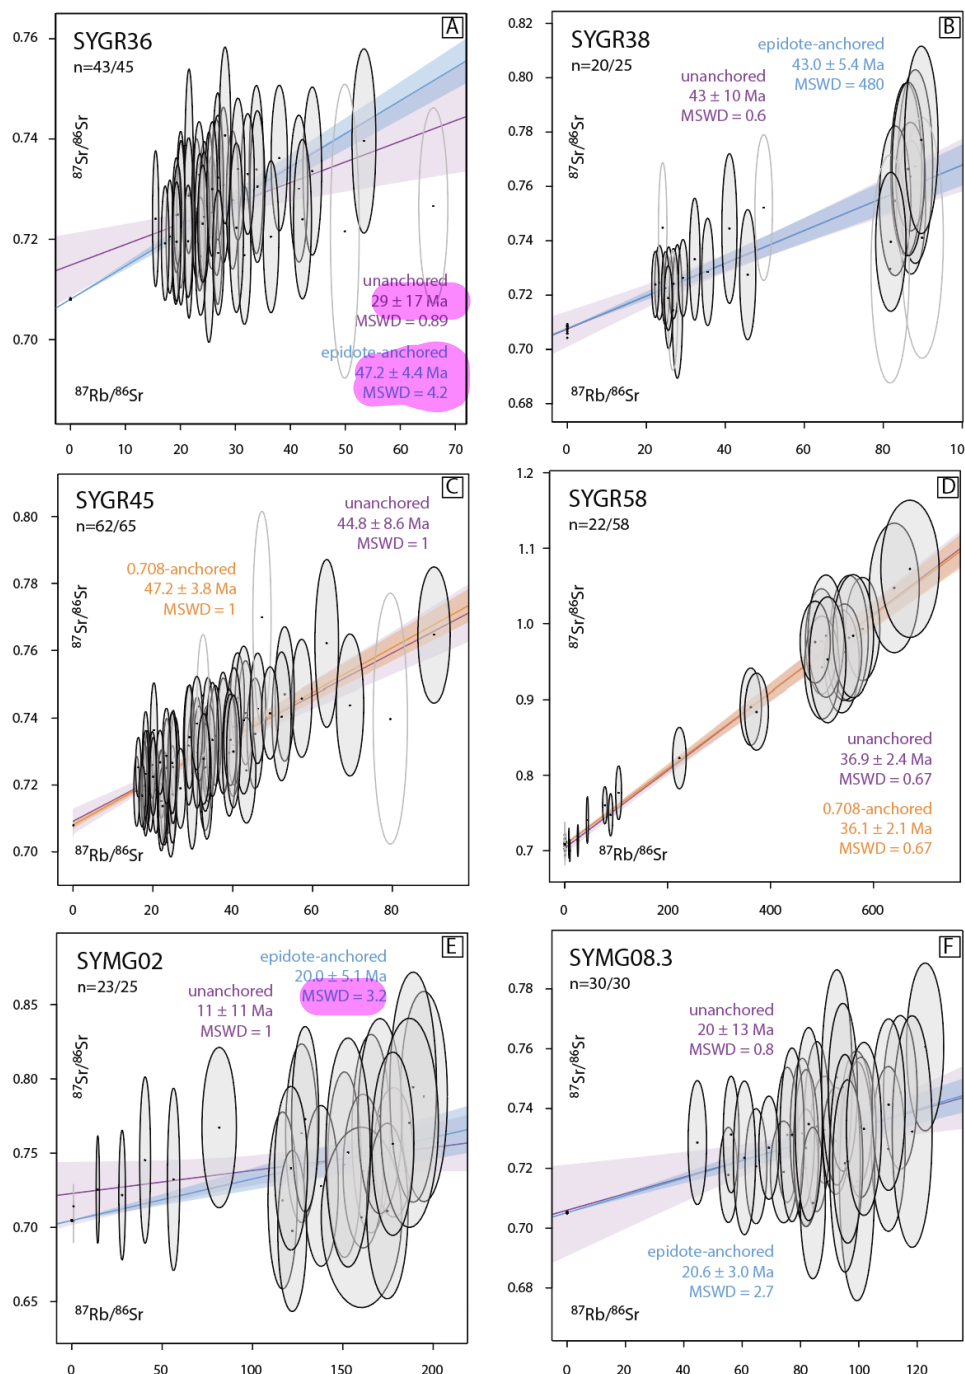 A
SYGR36
n=43/45
87Sr/86Sr
0.76
0.74
0.72
0.70
unanchored
29 ± 17 Ma
MSWD = 0.89
epidote-anchored
47.2 ± 4.4 Ma
MSWD = 4.2
87Rb/86Sr
0 10 20 30 40 50 60 70
B
SYGR38
n=20/25
87Sr/86Sr
0.82
0.80
0.78
0.76
0.74
0.72
0.70
0.68
epidote-anchored
43.0 ± 5.4 Ma
MSWD = 480
unanchored
43 ± 10 Ma
MSWD = 0.6
87Rb/86Sr
0 20 40 60 80 10
C
SYGR45
n=62/65
87Sr/86Sr
0.80
0.78
0.76
0.74
0.72
0.70
unanchored
44.8 ± 8.6 Ma
MSWD = 1
0.708-anchored
47.2 ± 3.8 Ma
MSWD = 1
87Rb/86Sr
0 20 40 60 80
D
SYGR58
n=22/58
87Sr/86Sr
1.2
1.1
1.0
0.9
0.8
0.7
unanchored
36.9 ± 2.4 Ma
MSWD = 0.67
0.708-anchored
36.1 ± 2.1 Ma
MSWD = 0.67
87Rb/86Sr
0 200 400 600
E
SYMG02
n=23/25
87Sr/86Sr
0.85
0.80
0.75
0.70
0.65
epidote-anchored
20.0 ± 5.1 Ma
MSWD = 3.2
unanchored
11 ± 11 Ma
MSWD = 1
87Rb/86Sr
0 50 100 150 200
F
SYMG08.3
n=30/30
87Sr/86Sr
0.78
0.76
0.74
0.72
0.70
0.68
unanchored
20 ± 13 Ma
MSWD = 0.8
epidote-anchored
20.6 ± 3.0 Ma
MSWD = 2.7
87Rb/86Sr
0 20 40 60 80 100 120